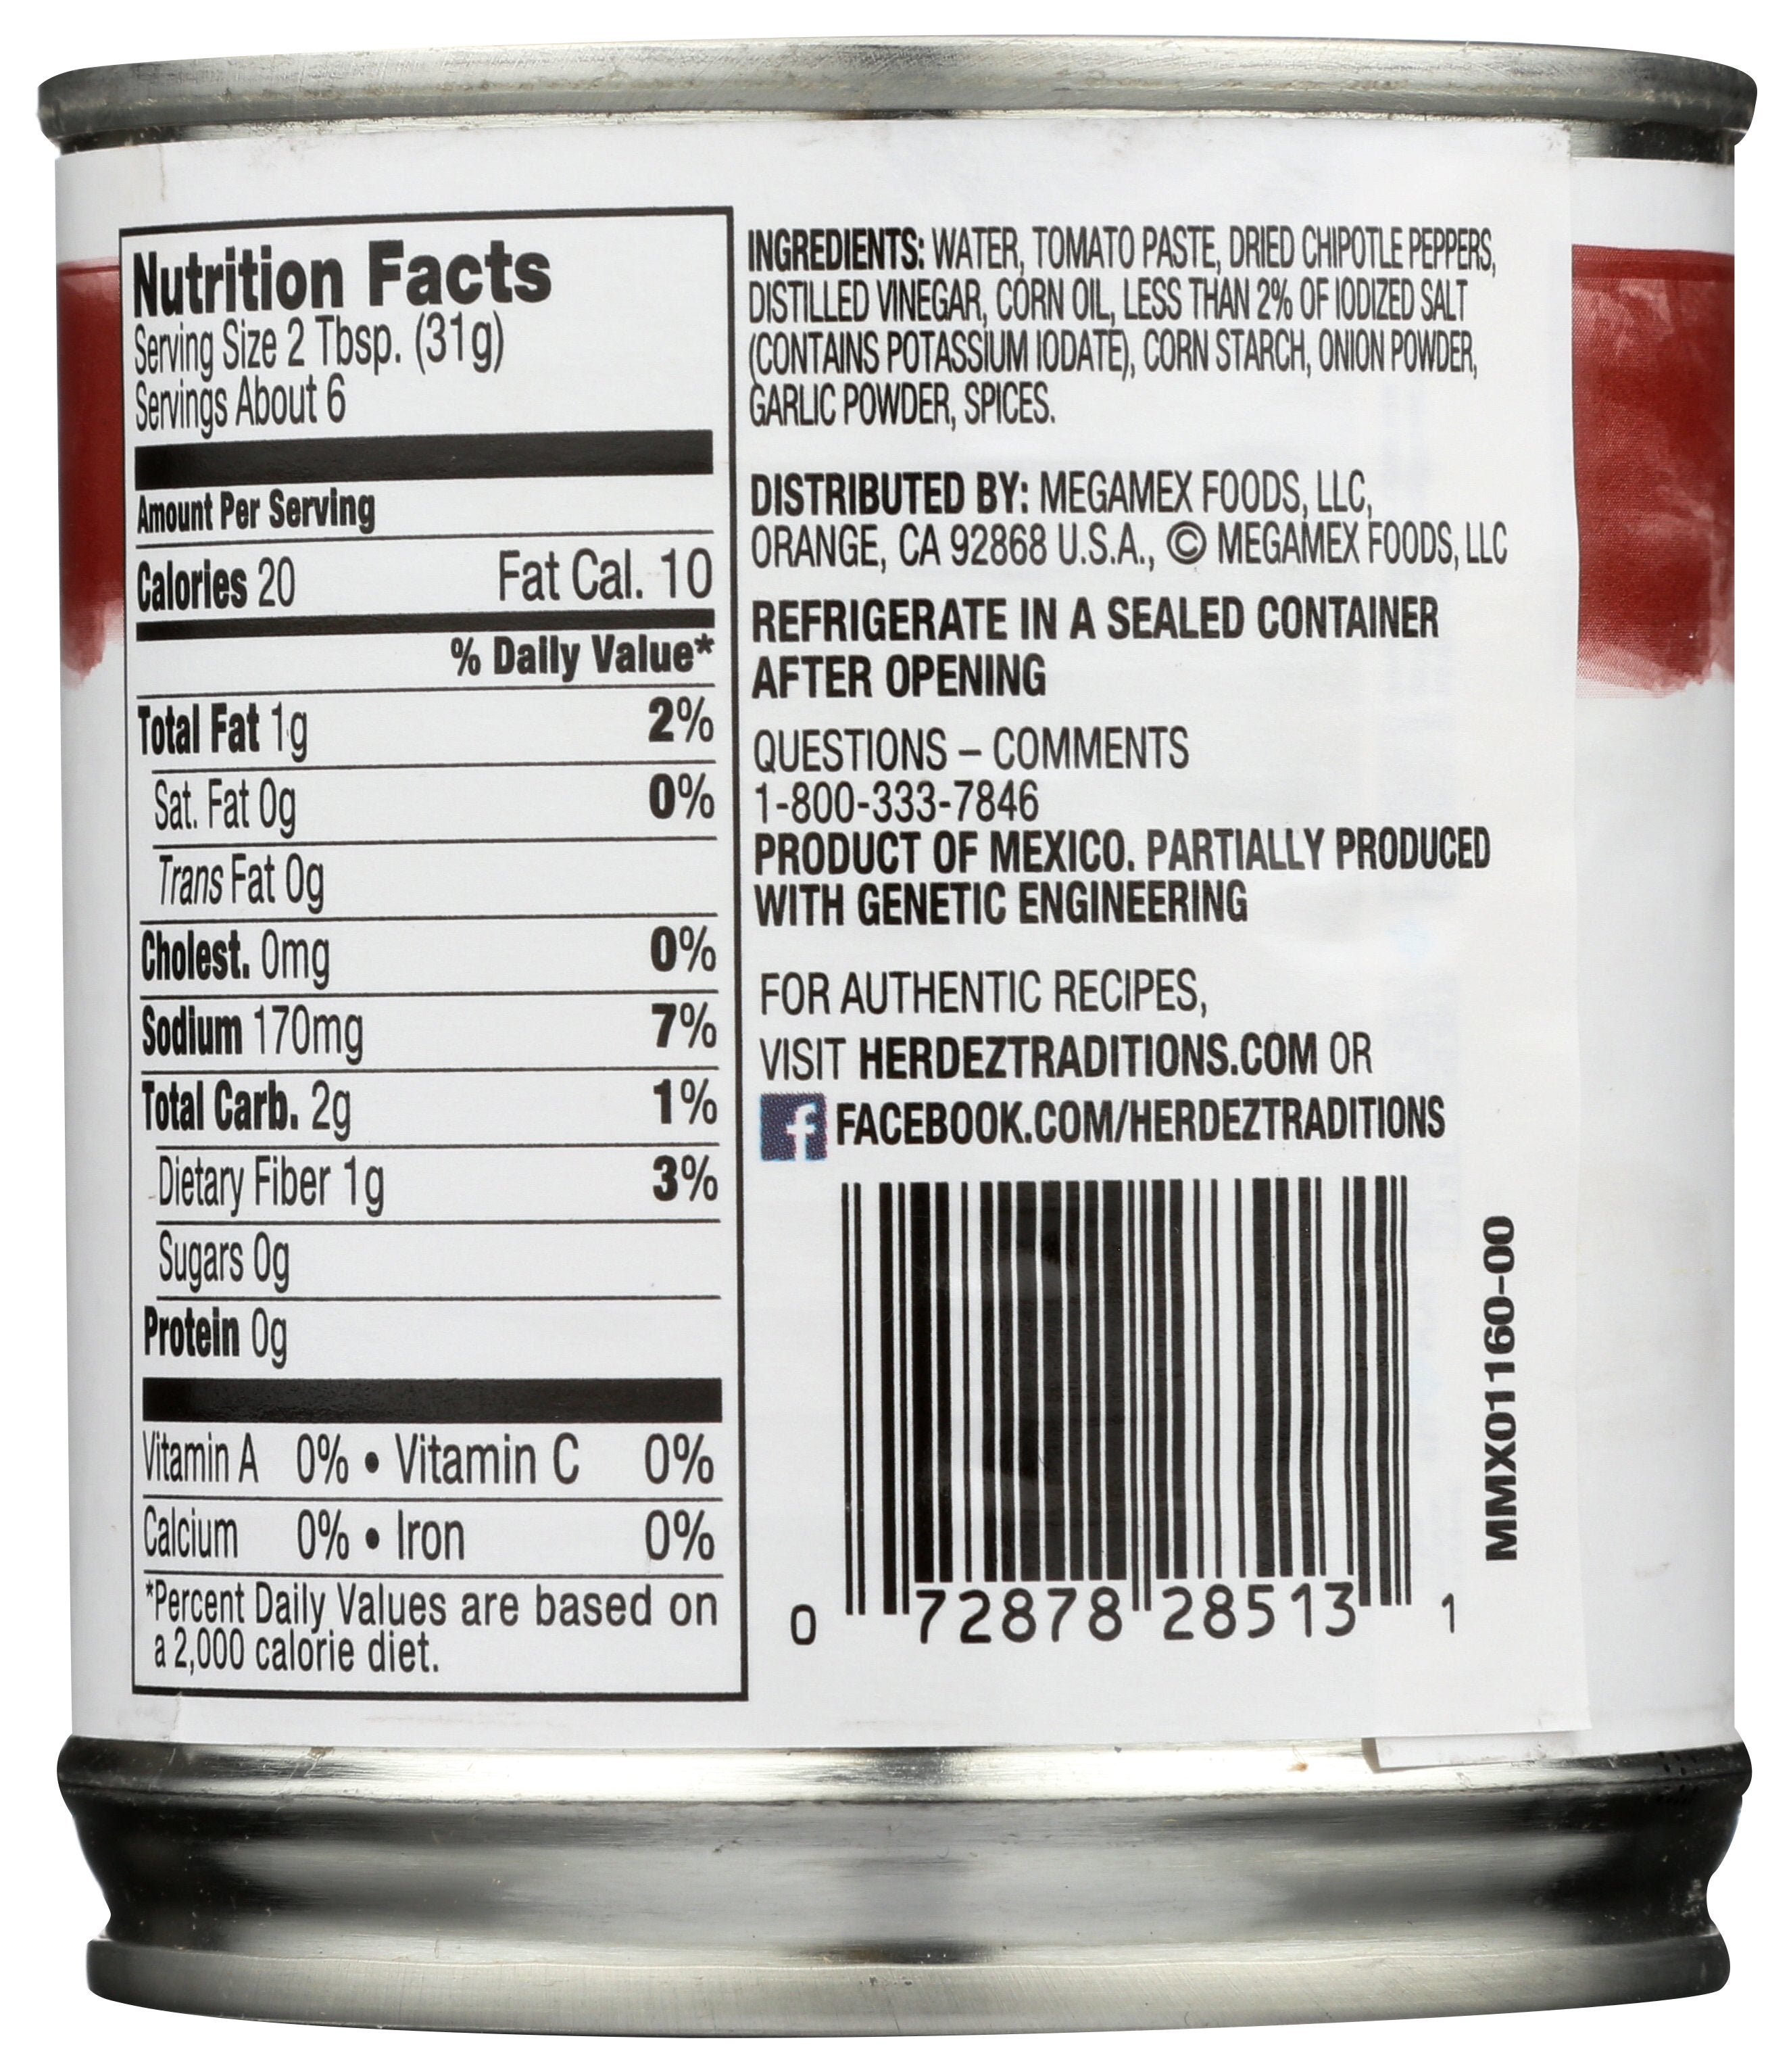 Nutrition Facts
Serving Size 2 Tbsp. (31g)
Servings About 6
Amount Per Serving
Calories 20 Fat Cal. 10
% Daily Value*
Total Fat 1g 2%
Sat. Fat 0g 0%
Trans Fat 0g
Cholest. 0mg 0%
Sodium 170mg 7%
Total Carb. 2g 1%
Dietary Fiber 1g 3%
Sugars 0g
Protein 0g
Vitamin A 0% • Vitamin C 0%
Calcium 0% • Iron 0%
*Percent Daily Values are based on
a 2,000 calorie diet.
INGREDIENTS: WATER, TOMATO PASTE, DRIED CHIPOTLE PEPPERS,
DISTILLED VINEGAR, CORN OIL, LESS THAN 2% OF IODIZED SALT
(CONTAINS POTASSIUM IODATE), CORN STARCH, ONION POWDER,
GARLIC POWDER, SPICES.
DISTRIBUTED BY: MEGAMEX FOODS, LLC,
ORANGE, CA 92868 U.S.A., © MEGAMEX FOODS, LLC
REFRIGERATE IN A SEALED CONTAINER
AFTER OPENING
QUESTIONS – COMMENTS
1-800-333-7846
PRODUCT OF MEXICO. PARTIALLY PRODUCED
WITH GENETIC ENGINEERING
FOR AUTHENTIC RECIPES,
VISIT HERDEZTRADITIONS.COM OR
f FACEBOOK.COM/HERDEZTRADITIONS
0 72878 28513 1
MMX01160-00